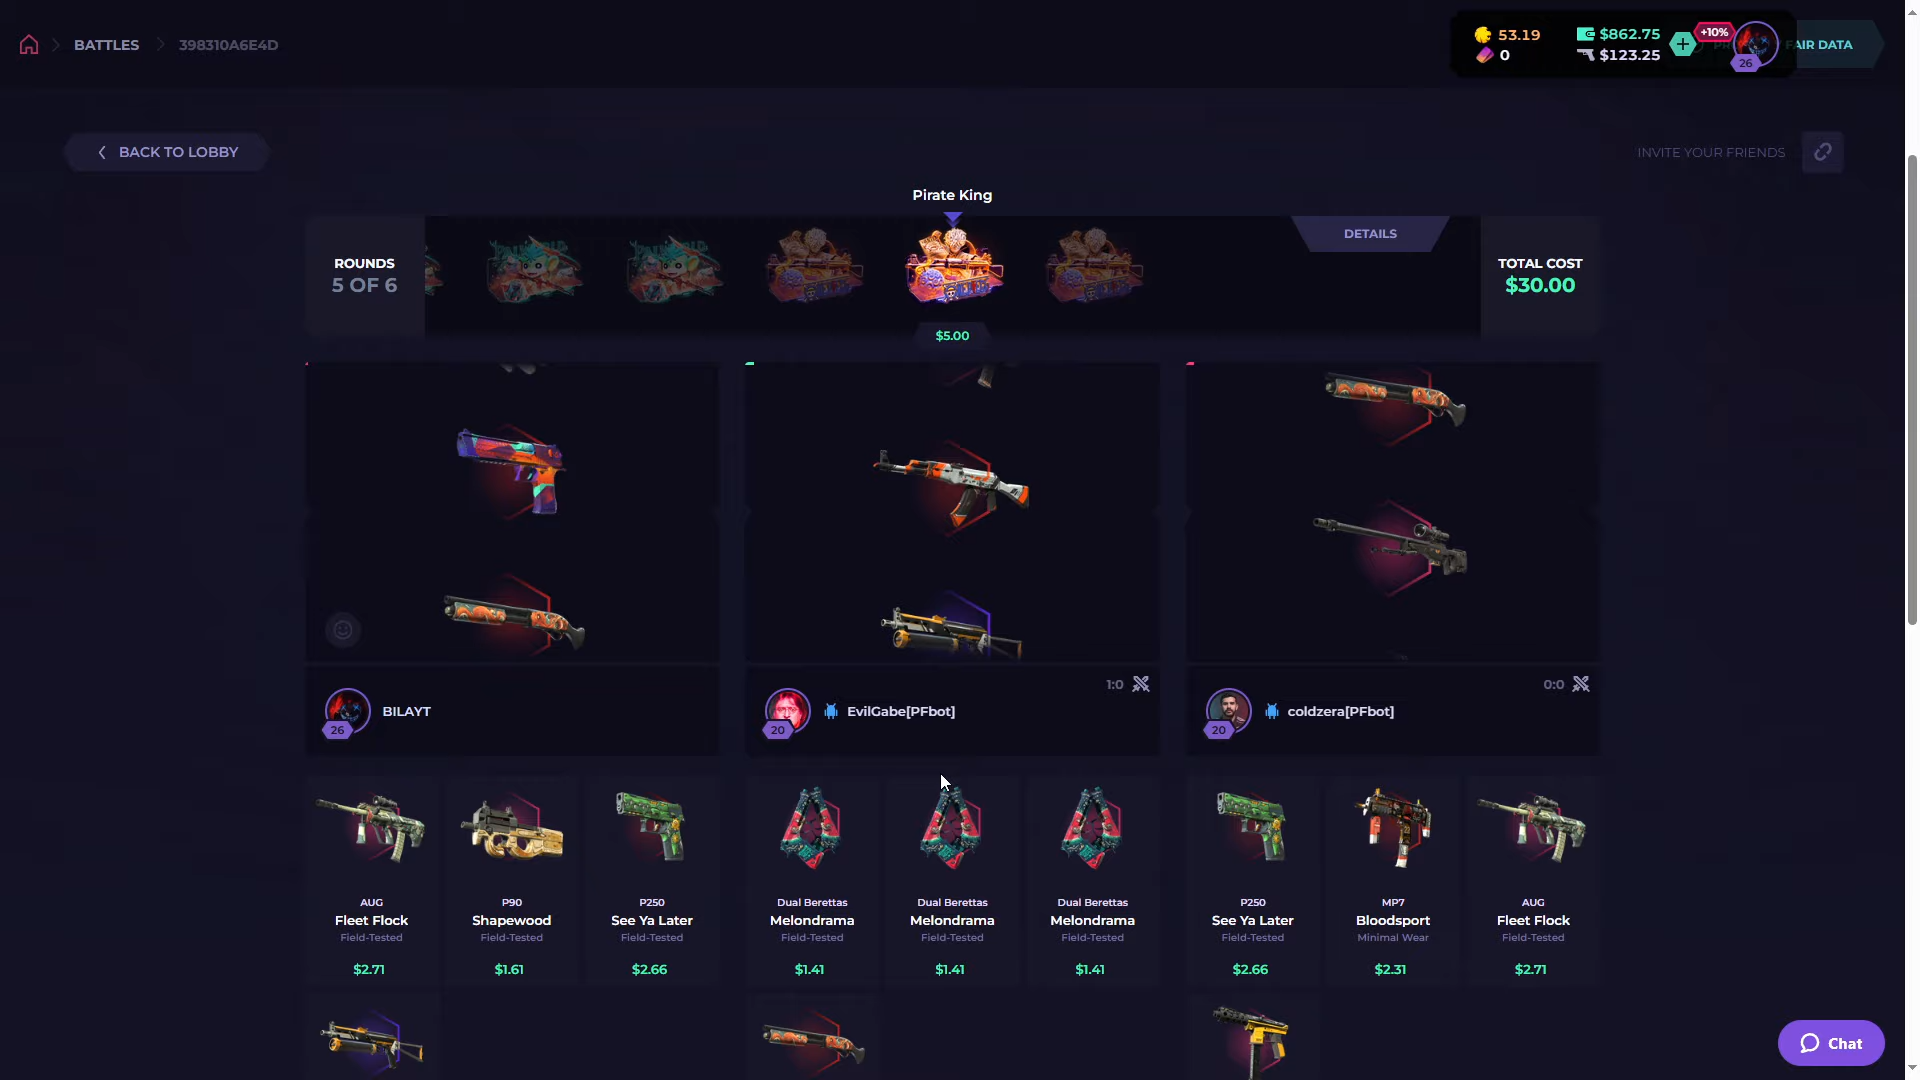 BATTLES
398310A6E4D
53.19
0
$862.75
$123.25
+10%
26
FAIR DATA
BACK TO LOBBY
INVITE YOUR FRIENDS
Pirate King
DETAILS
ROUNDS
5 OF 6
TOTAL COST
$30.00
$5.00
26
BILAYT
20
EvilGabe[PFbot]
1:0
20
coldzera[PFbot]
0:0
AUG
Fleet Flock
Field-Tested
$2.71
P90
Shapewood
Field-Tested
$1.61
P250
See Ya Later
Field-Tested
$2.66
Dual Berettas
Melondrama
Field-Tested
$1.41
Dual Berettas
Melondrama
Field-Tested
$1.41
Dual Berettas
Melondrama
Field-Tested
$1.41
P250
See Ya Later
Field-Tested
$2.66
MP7
Bloodsport
Minimal Wear
$2.31
AUG
Fleet Flock
Field-Tested
$2.71
Chat